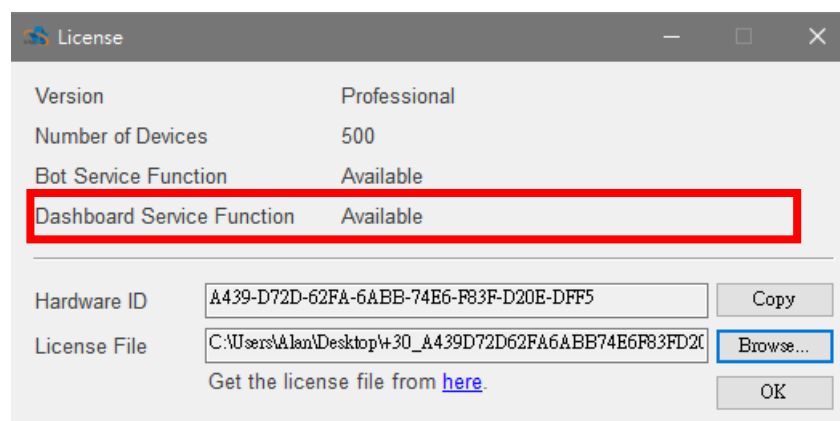 License
Version Professional
Number of Devices 500
Bot Service Function Available
Dashboard Service Function Available
Hardware ID A439-D72D-62FA-6ABB-74E6-F83F-D20E-DFF5 Copy
License File C:\Users\Alan\Desktop\+30_A439D72D62FA6ABB74E6F83FD20 Browse...
Get the license file from here.
OK